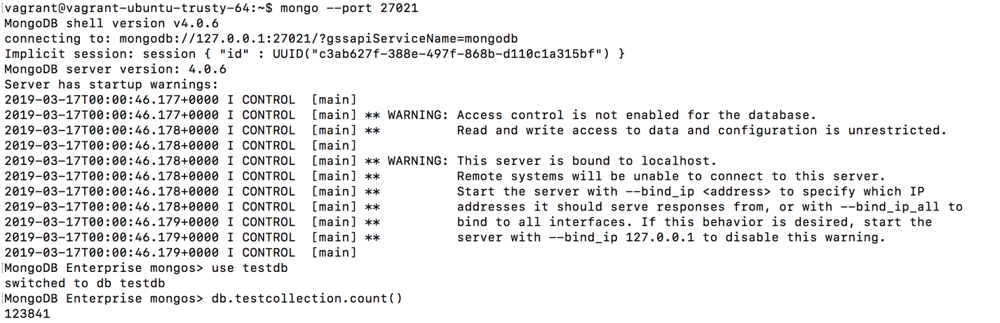 [vagrant@vagrant-ubuntu-trusty-64:~$ mongo --port 27021
MongoDB shell version v4.0.6
connecting to: mongodb://127.0.0.1:27021/?gssapiServiceName=mongodb
Implicit session: session { "id" : UUID("c3ab627f-388e-497f-868b-d110c1a315bf") }
MongoDB server version: 4.0.6
Server has startup warnings:
2019-03-17T00:00:46.177+0000 I CONTROL  [main]
2019-03-17T00:00:46.177+0000 I CONTROL  [main] ** WARNING: Access control is not enabled for the database.
2019-03-17T00:00:46.178+0000 I CONTROL  [main] **          Read and write access to data and configuration is unrestricted.
2019-03-17T00:00:46.178+0000 I CONTROL  [main]
2019-03-17T00:00:46.178+0000 I CONTROL  [main] ** WARNING: This server is bound to localhost.
2019-03-17T00:00:46.178+0000 I CONTROL  [main] **          Remote systems will be unable to connect to this server.
2019-03-17T00:00:46.178+0000 I CONTROL  [main] **          Start the server with --bind_ip <address> to specify which IP
2019-03-17T00:00:46.178+0000 I CONTROL  [main] **          addresses it should serve responses from, or with --bind_ip_all to
2019-03-17T00:00:46.179+0000 I CONTROL  [main] **          bind to all interfaces. If this behavior is desired, start the
2019-03-17T00:00:46.179+0000 I CONTROL  [main] **          server with --bind_ip 127.0.0.1 to disable this warning.
2019-03-17T00:00:46.179+0000 I CONTROL  [main]
[MongoDB Enterprise mongos> use testdb
switched to db testdb
[MongoDB Enterprise mongos> db.testcollection.count()
123841